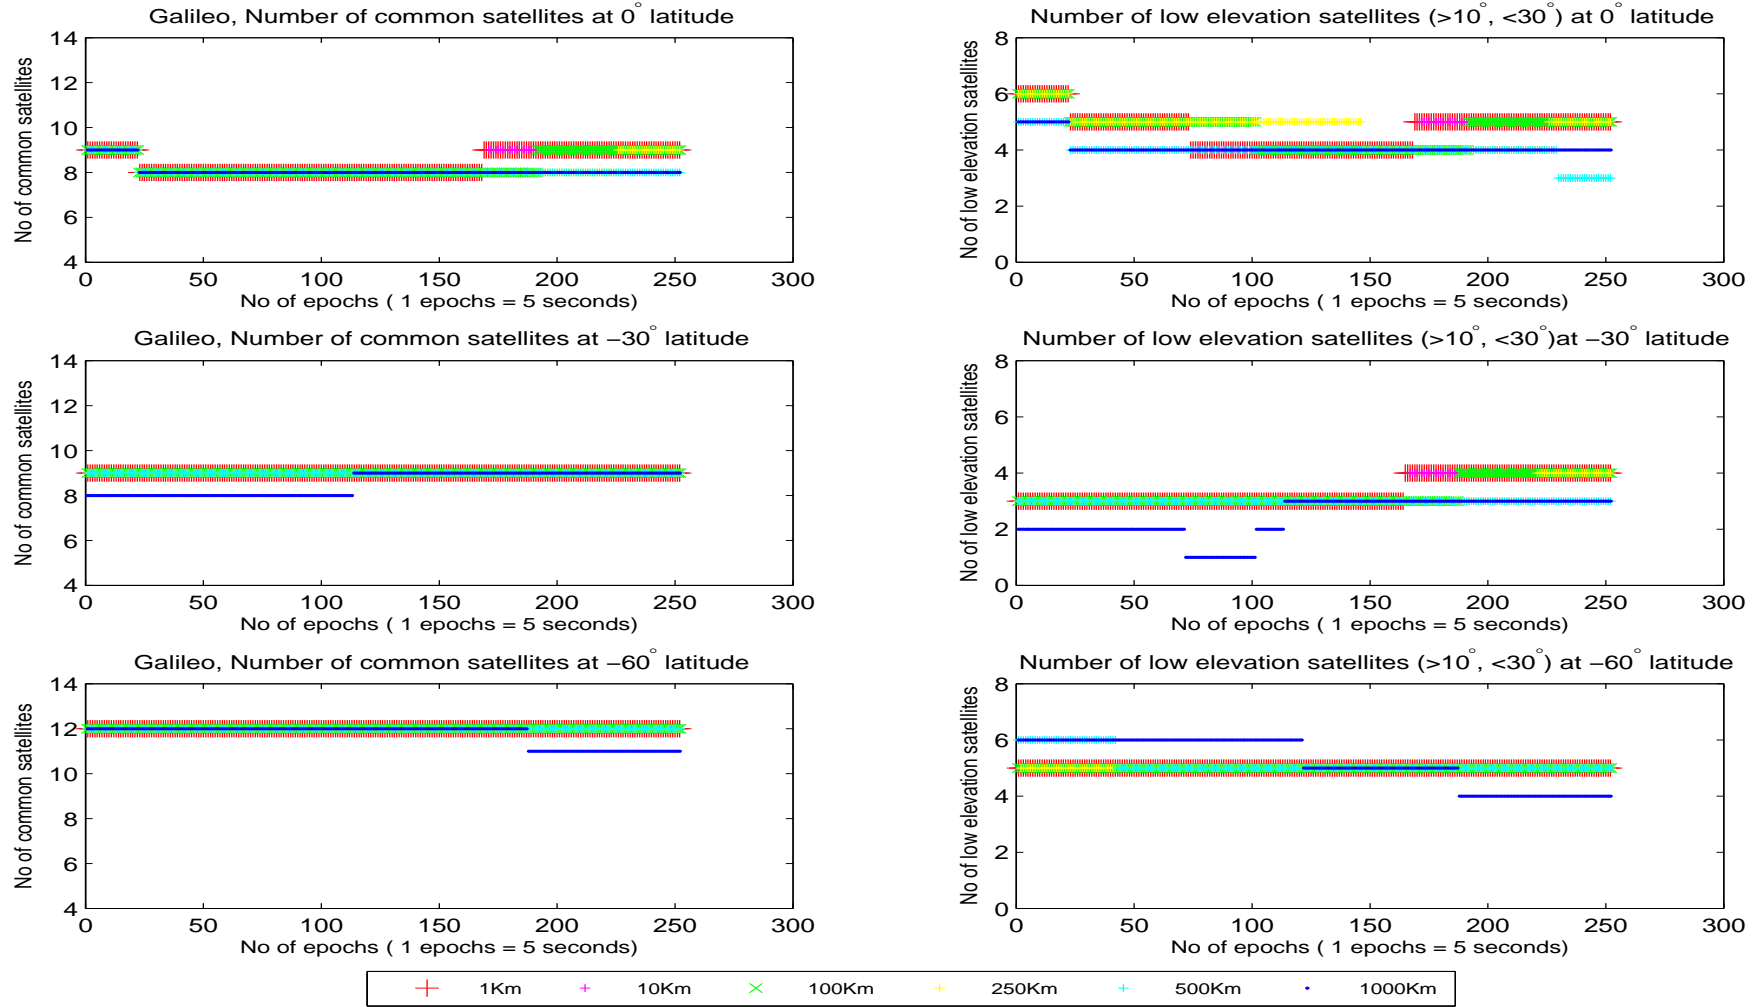 Galileo, Number of common satellites at 0° latitude
No of common satellites
14
12
10
8
6
4
0 50 100 150 200 250 300
No of epochs ( 1 epochs = 5 seconds)
Number of low elevation satellites (>10°, <30°) at 0° latitude
No of low elevation satellites
8
6
4
2
0
0 50 100 150 200 250 300
No of epochs ( 1 epochs = 5 seconds)
Galileo, Number of common satellites at −30° latitude
No of common satellites
14
12
10
8
6
4
0 50 100 150 200 250 300
No of epochs ( 1 epochs = 5 seconds)
Number of low elevation satellites (>10°, <30°)at −30° latitude
No of low elevation satellites
8
6
4
2
0
0 50 100 150 200 250 300
No of epochs ( 1 epochs = 5 seconds)
Galileo, Number of common satellites at −60° latitude
No of common satellites
14
12
10
8
6
4
0 50 100 150 200 250 300
No of epochs ( 1 epochs = 5 seconds)
Number of low elevation satellites (>10°, <30°) at −60° latitude
No of low elevation satellites
8
6
4
2
0
0 50 100 150 200 250 300
No of epochs ( 1 epochs = 5 seconds)
1Km 10Km 100Km 250Km 500Km 1000Km